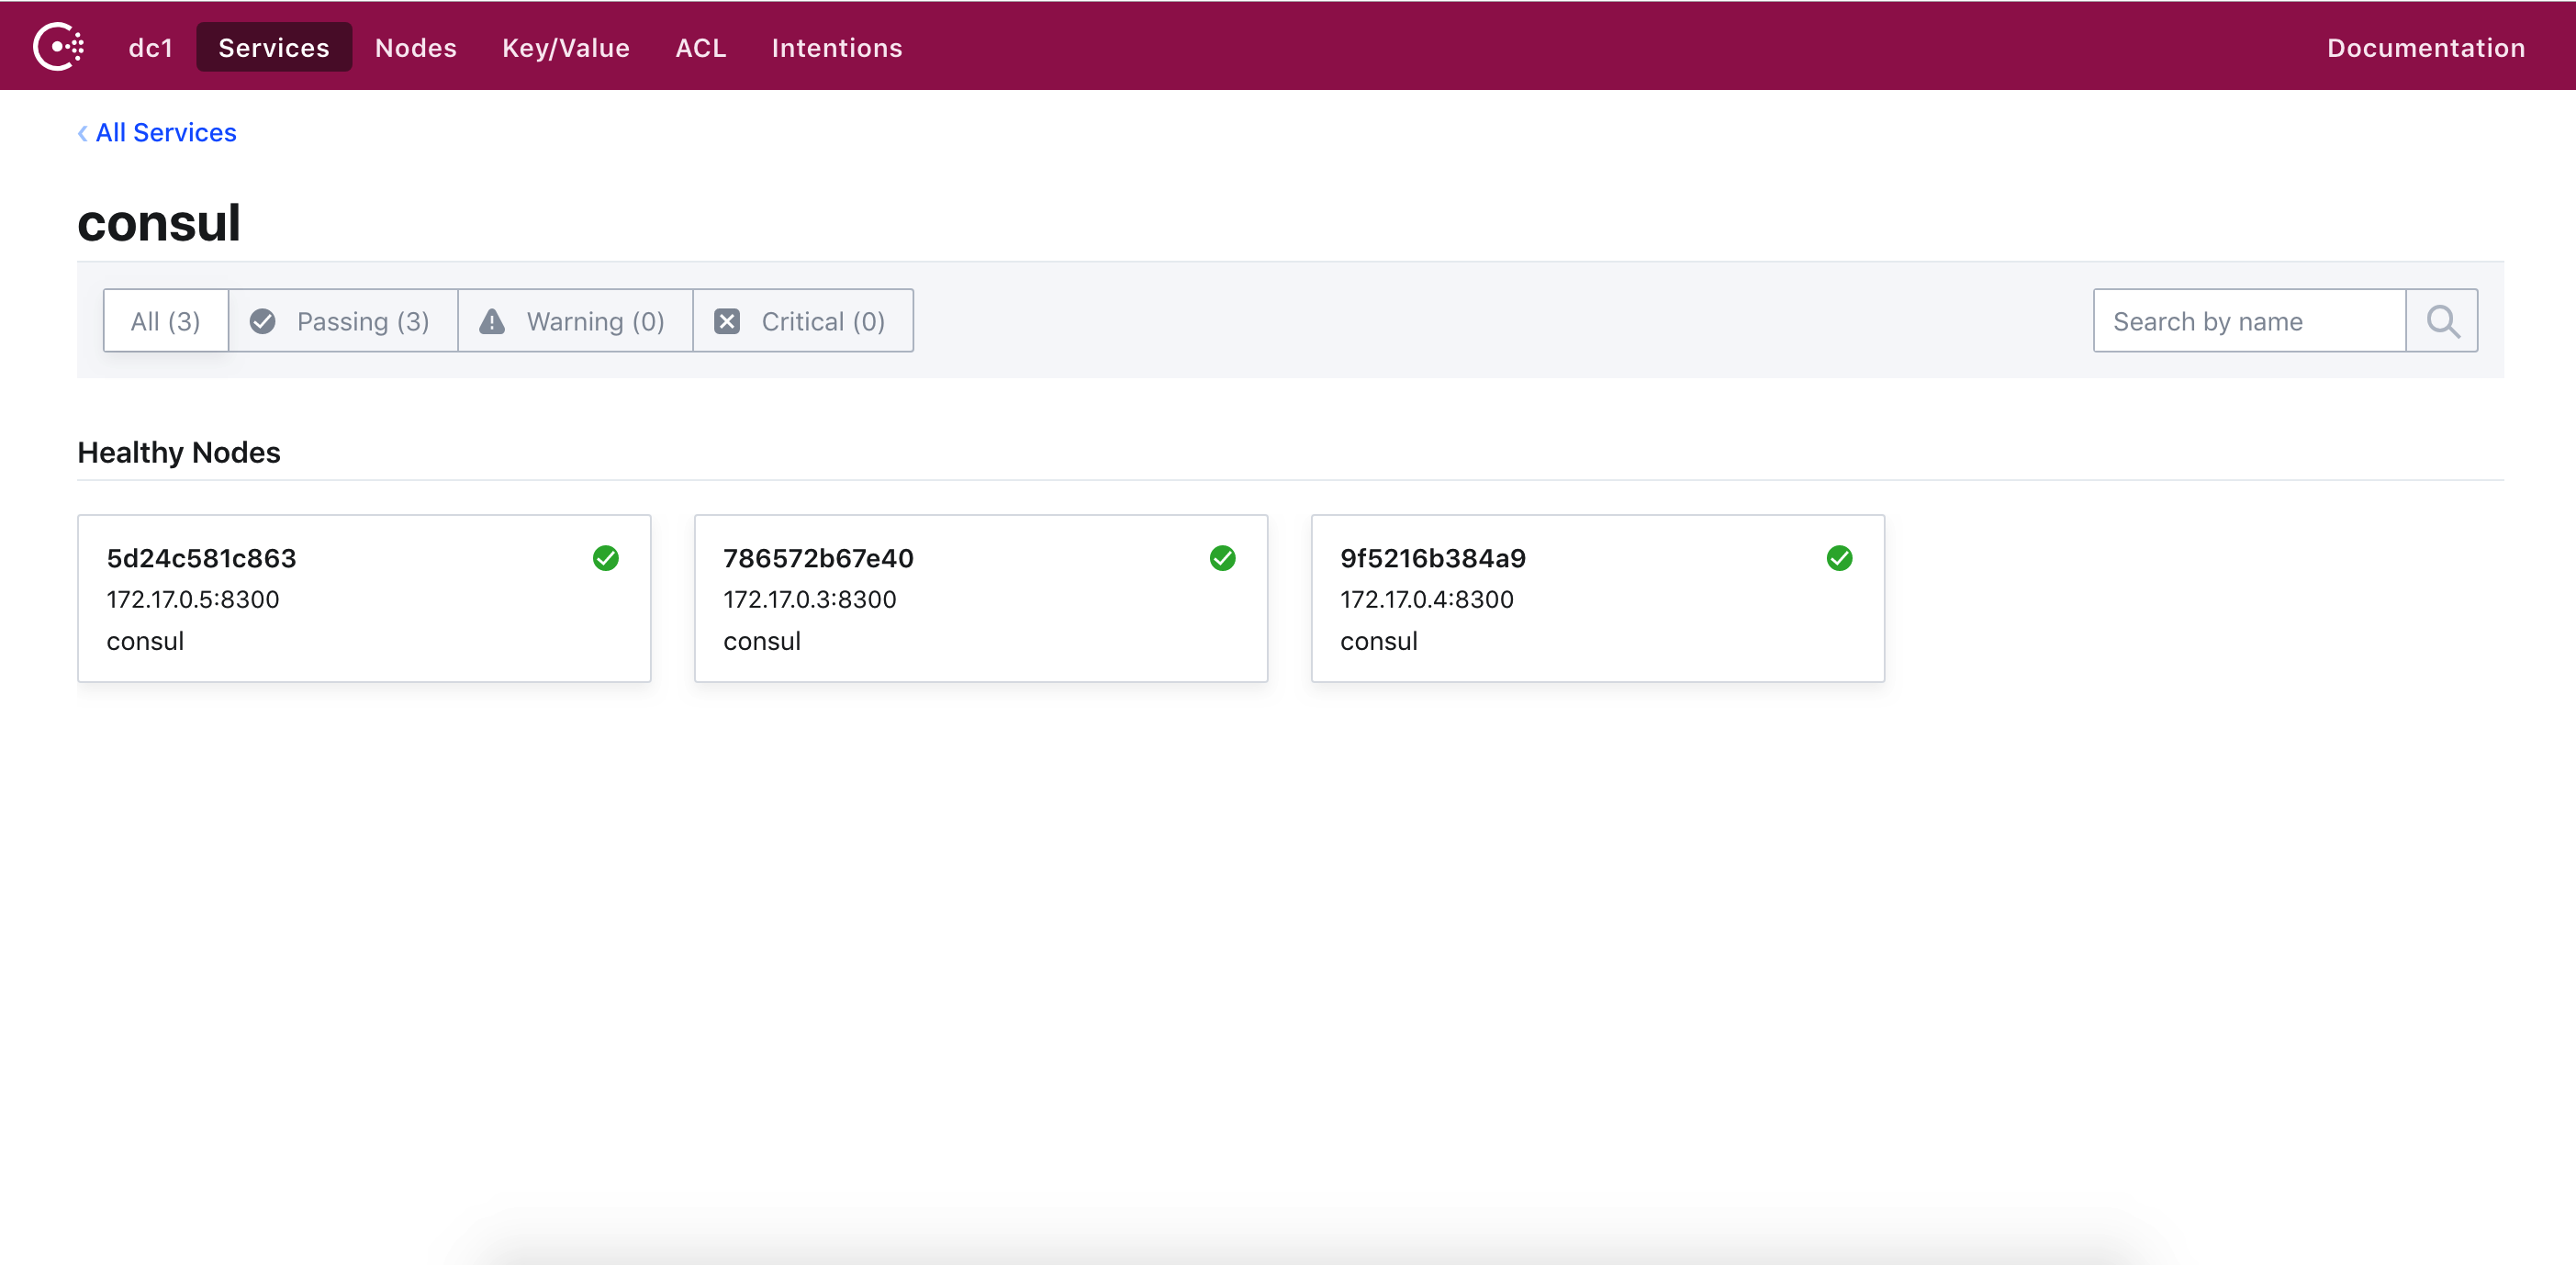 dc1 Services Nodes Key/Value ACL Intentions Documentation
All Services
consul
All (3) Passing (3) Warning (0) Critical (0) Search by name
Healthy Nodes
5d24c581c863
172.17.0.5:8300
consul
786572b67e40
172.17.0.3:8300
consul
9f5216b384a9
172.17.0.4:8300
consul